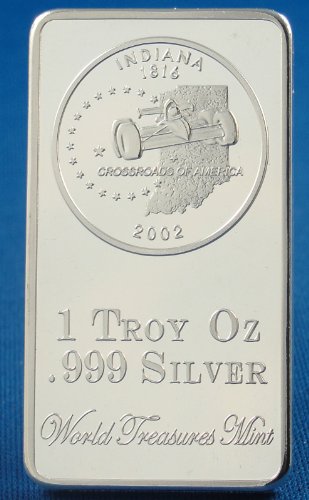 INDIANA
1816
CROSSROADS OF AMERICA
2002
1 TROY OZ
.999 SILVER
World Treasures Mint